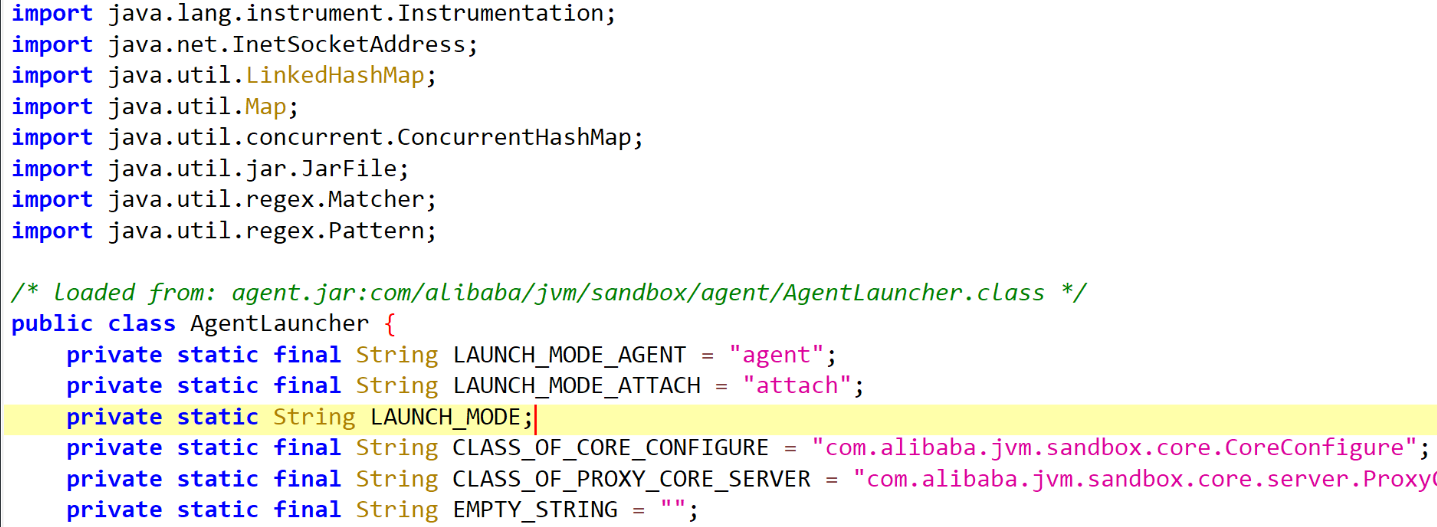 import java.lang.instrument.Instrumentation;
import java.net.InetSocketAddress;
import java.util.LinkedHashMap;
import java.util.Map;
import java.util.concurrent.ConcurrentHashMap;
import java.util.jar.JarFile;
import java.util.regex.Matcher;
import java.util.regex.Pattern;
/* loaded from: agent.jar:com/alibaba/jvm/sandbox/agent/AgentLauncher.class */
public class AgentLauncher {
private static final String LAUNCH_MODE_AGENT = "agent";
private static final String LAUNCH_MODE_ATTACH = "attach";
private static String LAUNCH_MODE;
private static final String CLASS_OF_CORE_CONFIGURE = "com.alibaba.jvm.sandbox.core.CoreConfigure";
private static final String CLASS_OF_PROXY_CORE_SERVER = "com.alibaba.jvm.sandbox.core.server.Proxy
private static final String EMPTY_STRING = "";